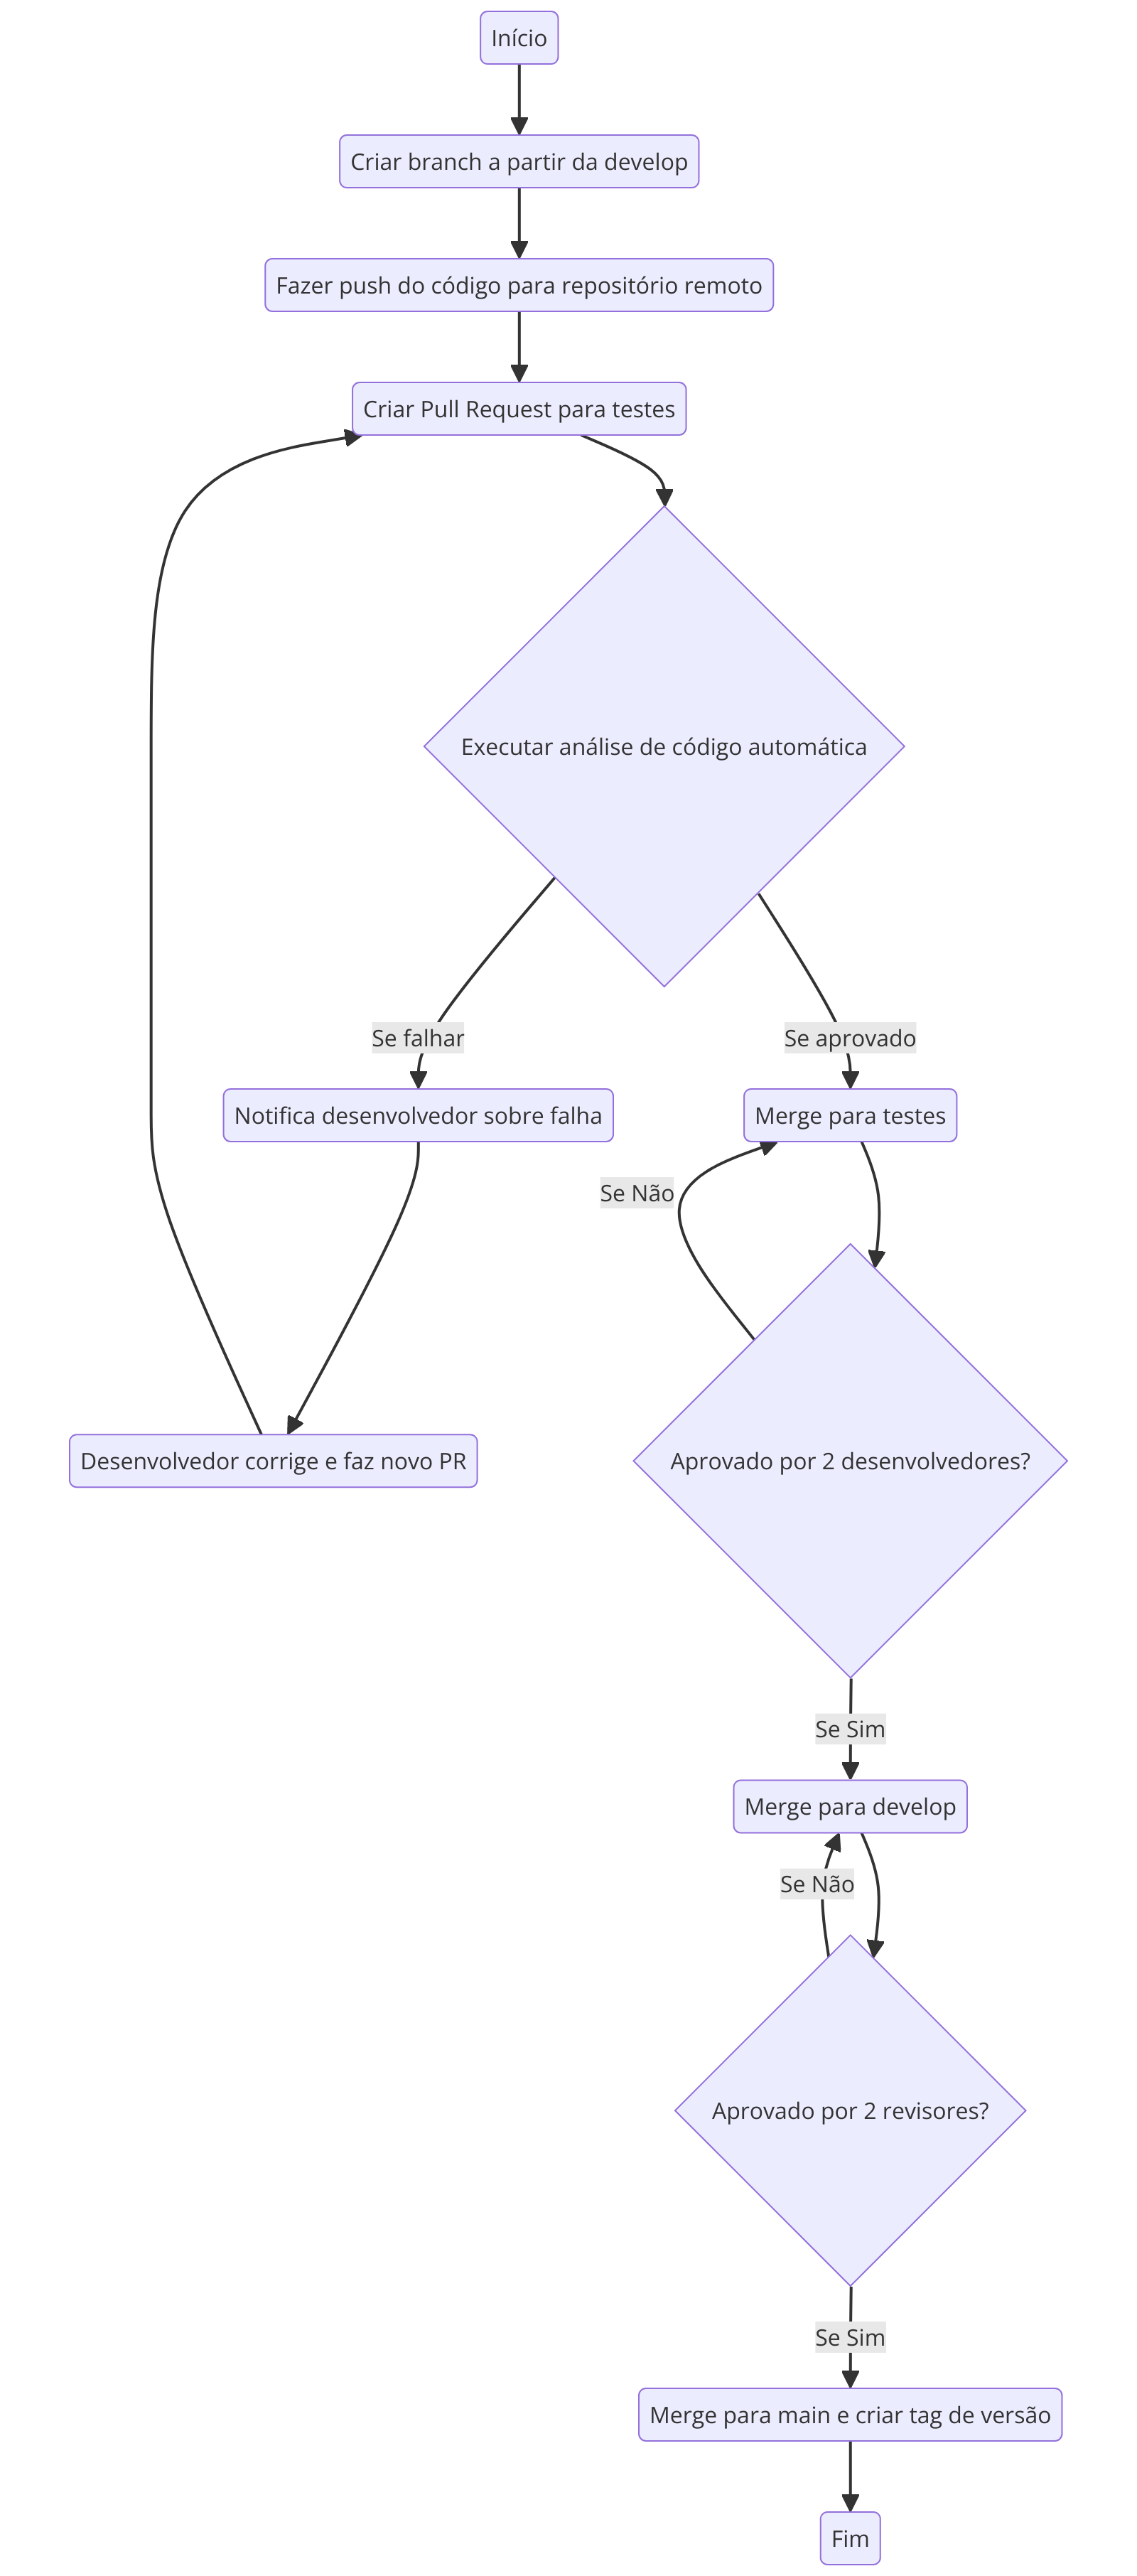 Início
Criar branch a partir da develop
Fazer push do código para repositório remoto
Criar Pull Request para testes
Executar análise de código automática
Se falhar
Se aprovado
Notifica desenvolvedor sobre falha
Merge para testes
Se Não
Desenvolvedor corrige e faz novo PR
Aprovado por 2 desenvolvedores?
Se Sim
Merge para develop
Se Não
Aprovado por 2 revisores?
Se Sim
Merge para main e criar tag de versão
Fim